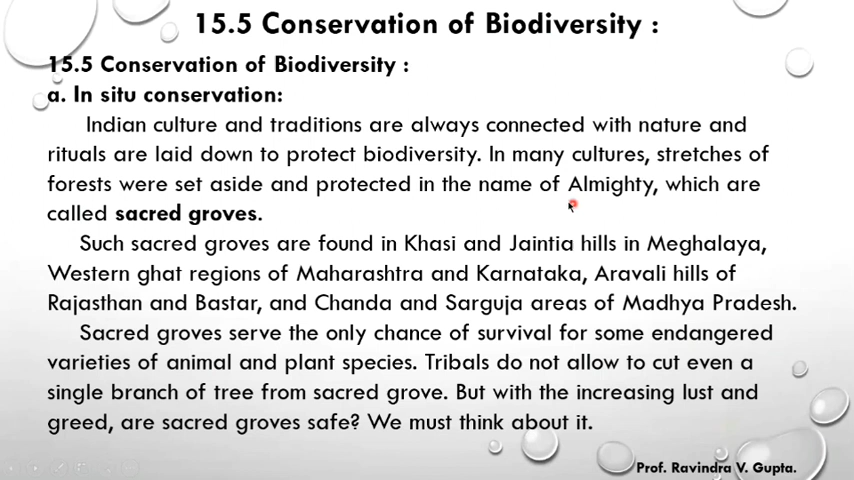 15.5 Conservation of Biodiversity :
15.5 Conservation of Biodiversity :
a. In situ conservation:
Indian culture and traditions are always connected with nature and
rituals are laid down to protect biodiversity. In many cultures, stretches of
forests were set aside and protected in the name of Almighty, which are
called sacred groves.
Such sacred groves are found in Khasi and Jaintia hills in Meghalaya,
Western ghat regions of Maharashtra and Karnataka, Aravali hills of
Rajasthan and Bastar, and Chanda and Sarguja areas of Madhya Pradesh.
Sacred groves serve the only chance of survival for some endangered
varieties of animal and plant species. Tribals do not allow to cut even a
single branch of tree from sacred grove. But with the increasing lust and
greed, are sacred groves safe? We must think about it.
Prof. Ravindra V. Gupta.